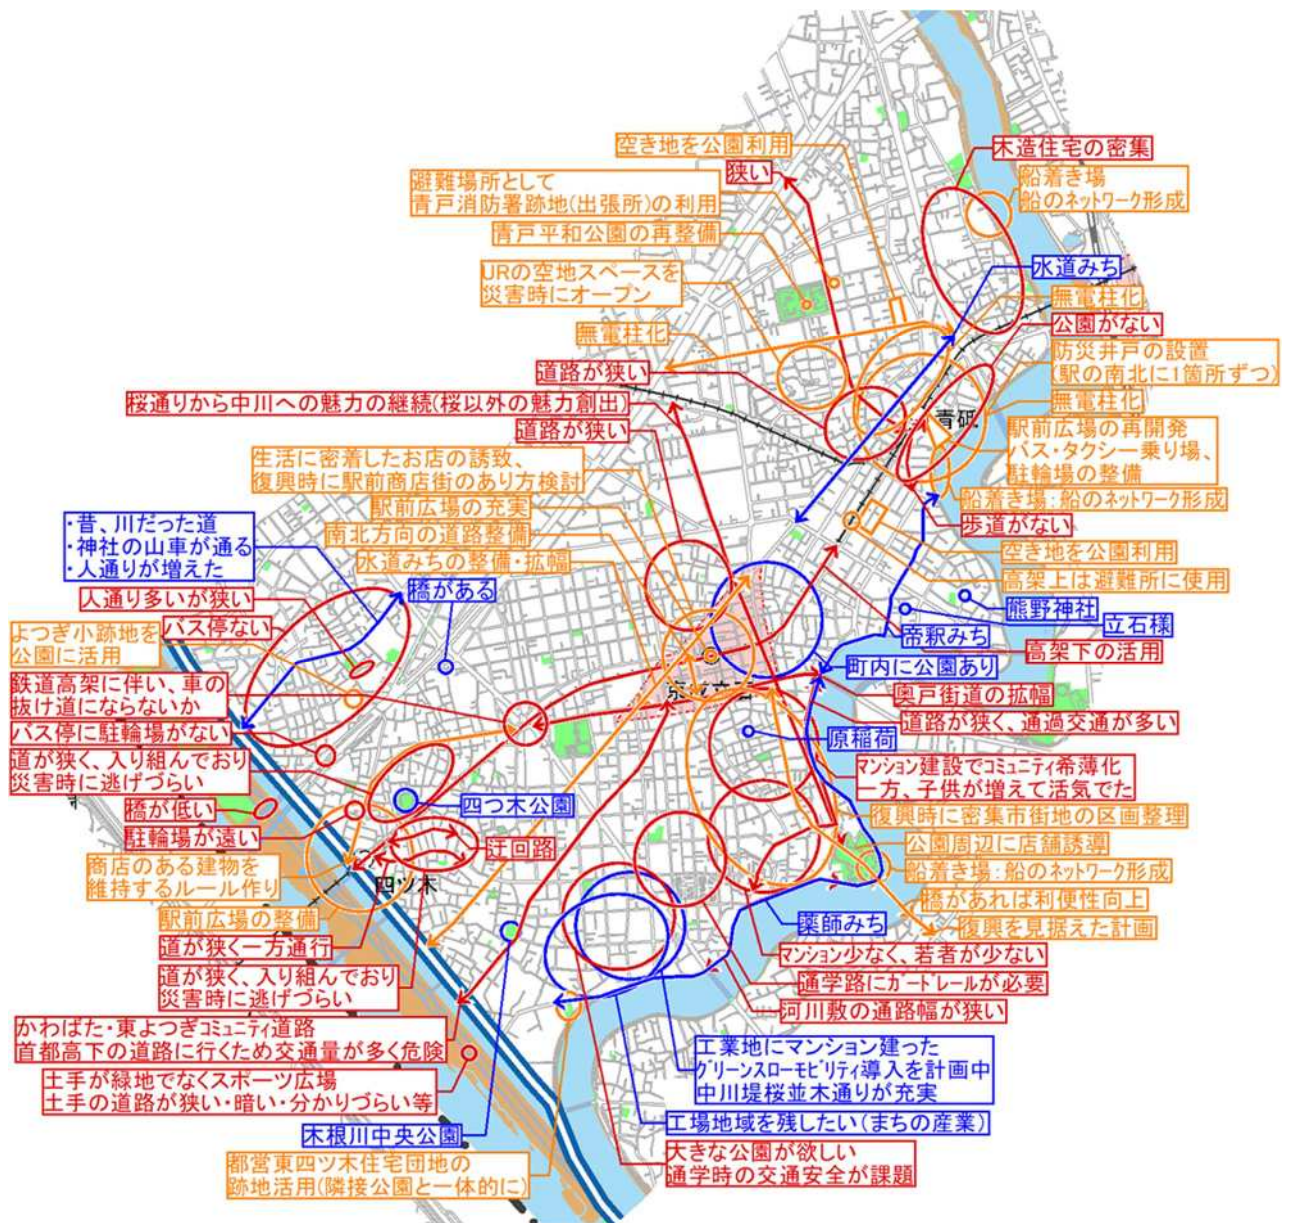 空き地を公園利用
木造住宅の密集
狭い
船着き場
船のネットワーク形成
避難場所として
青戸消防署跡地(出張所)の利用
青戸平和公園の再整備
水道みち
URの空地スペースを
災害時にオープン
無電柱化
無電柱化
公園がない
防災井戸の設置
(駅の南北に1箇所ずつ)
道路が狭い
無電柱化
桜通りから中川への魅力の継続(桜以外の魅力創出)
青砥
道路が狭い
駅前広場の再開発
バス・タクシー乗り場、
駐輪場の整備
生活に密着したお店の誘致、
復興時に駅前商店街のあり方検討
駅前広場の充実
船着き場:船のネットワーク形成
・昔、川だった道
・神社の山車が通る
・人通りが増えた
南北方向の道路整備
歩道がない
水道みちの整備・拡幅
空き地を公園利用
高架上は避難所に使用
橋がある
人通り多いが狭い
熊野神社
立石様
バス停ない
帝釈みち
よつぎ小跡地を
公園に活用
高架下の活用
町内に公園あり
鉄道高架に伴い、車の
抜け道にならないか
京成立石
奥戸街道の拡幅
バス停に駐輪場がない
道路が狭く、通過交通が多い
原稲荷
道が狭く、入り組んでおり
災害時に逃げづらい
マンション建設でコミュニティ希薄化
一方、子供が増えて活気でた
四つ木公園
橋が低い
復興時に密集市街地の区画整理
駐輪場が遠い
迂回路
公園周辺に店舗誘導
商店のある建物を
維持するルール作り
船着き場:船のネットワーク形成
四ツ木
橋があれば利便性向上
駅前広場の整備
薬師みち
復興を見据えた計画
道が狭く一方通行
マンション少なく、若者が少ない
道が狭く、入り組んでおり
災害時に逃げづらい
通学路にガードレールが必要
河川敷の通路幅が狭い
かわばた・東よつぎコミュニティ道路
首都高下の道路に行くため交通量が多く危険
工業地にマンション建った
グリーンスローモビリティ導入を計画中
中川堤桜並木通りが充実
土手が緑地でなくスポーツ広場
土手の道路が狭い・暗い・分かりづらい等
工場地域を残したい(まちの産業)
木根川中央公園
大きな公園が欲しい
通学時の交通安全が課題
都営東四ツ木住宅団地の
跡地活用(隣接公園と一体的に)